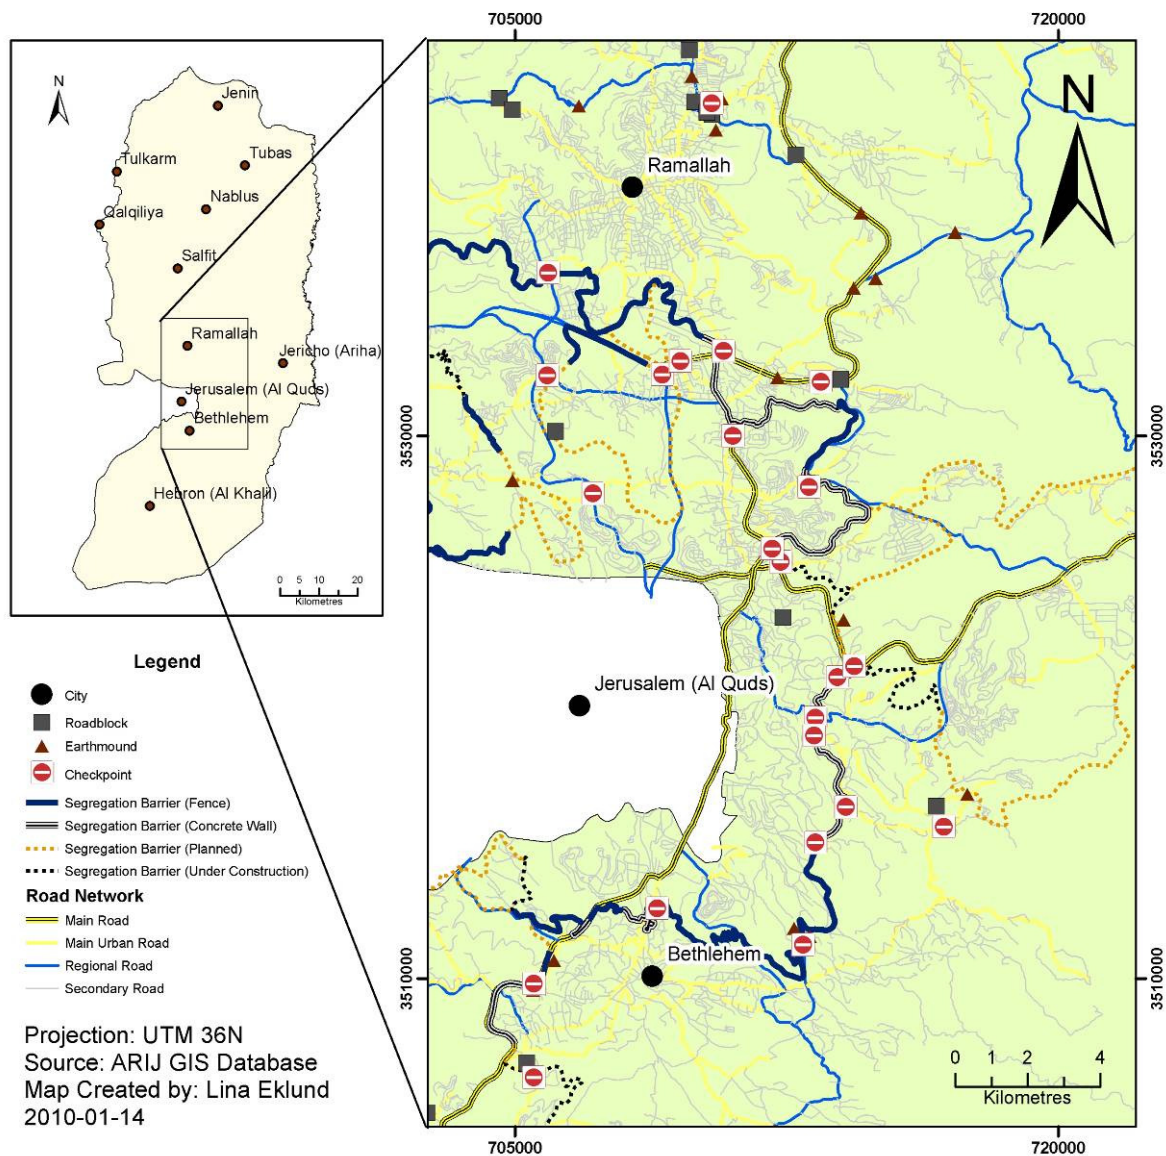 705000
720000
N
Jenin
Tulkarm
Tubas
Nablus
Qalqiliya
Salfit
Ramallah
Jericho (Ariha)
Jerusalem (Al Quds)
Bethlehem
Hebron (Al Khalil)
0 5 10 20
Kilometres
N
Ramallah
3530000
3530000
Jerusalem (Al Quds)
Bethlehem
3510000
3510000
0 1 2 4
Kilometres
705000
720000
Legend
City
Roadblock
Earthmound
Checkpoint
Segregation Barrier (Fence)
Segregation Barrier (Concrete Wall)
Segregation Barrier (Planned)
Segregation Barrier (Under Construction)
Road Network
Main Road
Main Urban Road
Regional Road
Secondary Road
Projection: UTM 36N
Source: ARIJ GIS Database
Map Created by: Lina Eklund
2010-01-14